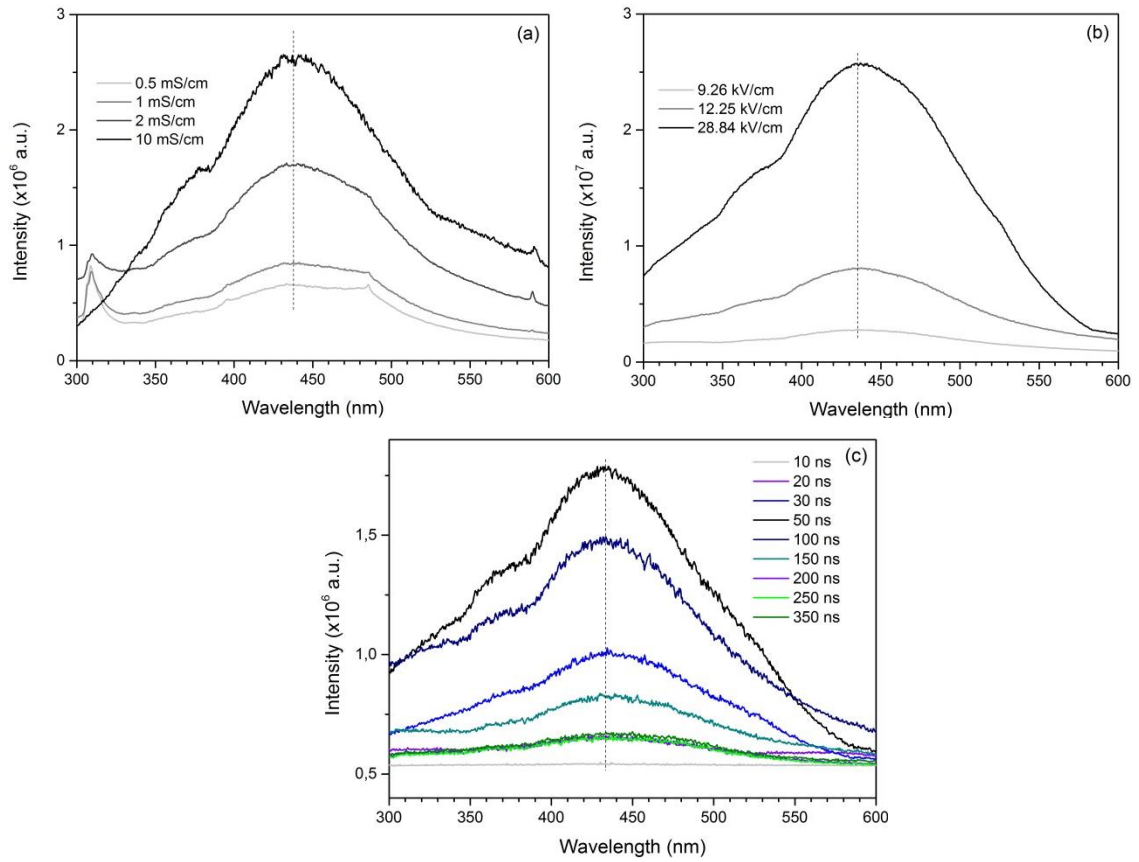 (a)
3
2
1
0
Intensity (x10⁶ a.u.)
0.5 mS/cm
1 mS/cm
2 mS/cm
10 mS/cm
300 350 400 450 500 550 600
Wavelength (nm)
(b)
3
2
1
0
Intensity (x10⁷ a.u.)
9.26 kV/cm
12.25 kV/cm
28.84 kV/cm
300 350 400 450 500 550 600
Wavelength (nm)
(c)
1,5
1,0
0,5
Intensity (x10⁶ a.u.)
10 ns
20 ns
30 ns
50 ns
100 ns
150 ns
200 ns
250 ns
350 ns
300 350 400 450 500 550 600
Wavelength (nm)